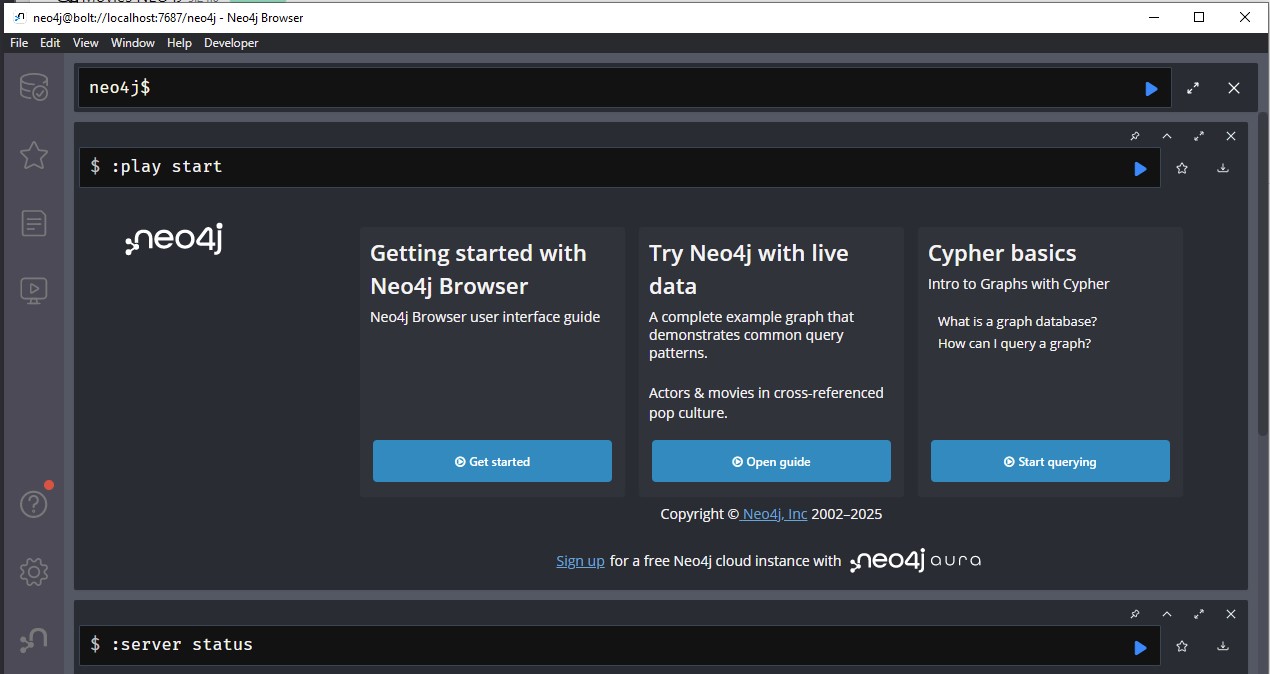 neo4j@bolt://localhost:7687/neo4j - Neo4j Browser
File Edit View Window Help Developer
neo4j$
$ :play start
neo4j
Getting started with
Neo4j Browser
Neo4j Browser user interface guide
Get started
Try Neo4j with live
data
A complete example graph that
demonstrates common query
patterns.
Actors & movies in cross-referenced
pop culture.
Open guide
Cypher basics
Intro to Graphs with Cypher
What is a graph database?
How can I query a graph?
Start querying
Copyright © Neo4j, Inc 2002–2025
Sign up for a free Neo4j cloud instance with neo4j aura
$ :server status